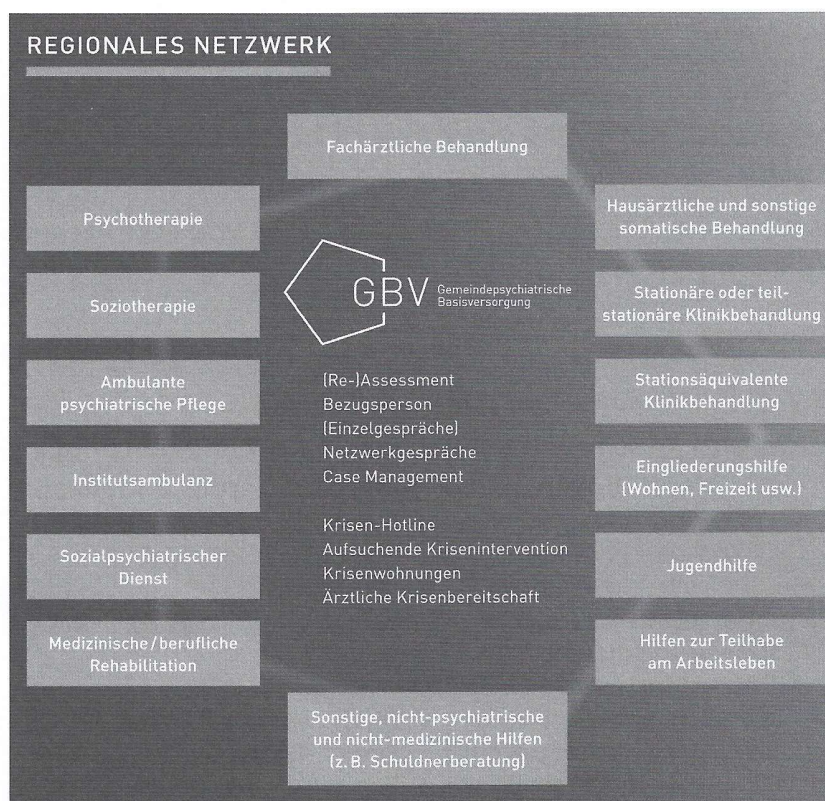 REGIONALES NETZWERK
Fachärztliche Behandlung
Psychotherapie
Soziotherapie
Ambulante
psychiatrische Pflege
Institutsambulanz
Sozialpsychiatrischer
Dienst
Medizinische / berufliche
Rehabilitation
GBV
Gemeindepsychiatrische
Basisversorgung
(Re-)Assessment
Bezugsperson
(Einzelgespräche)
Netzwerkgespräche
Case Management
Krisen-Hotline
Aufsuchende Krisenintervention
Krisenwohnungen
Ärztliche Krisenbereitschaft
Hausärztliche und sonstige
somatische Behandlung
Stationäre oder teil-
stationäre Klinikbehandlung
Stationsäquivalente
Klinikbehandlung
Eingliederungshilfe
(Wohnen, Freizeit usw.)
Jugendhilfe
Hilfen zur Teilhabe
am Arbeitsleben
Sonstige, nicht-psychiatrische
und nicht-medizinische Hilfen
(z. B. Schuldnerberatung)